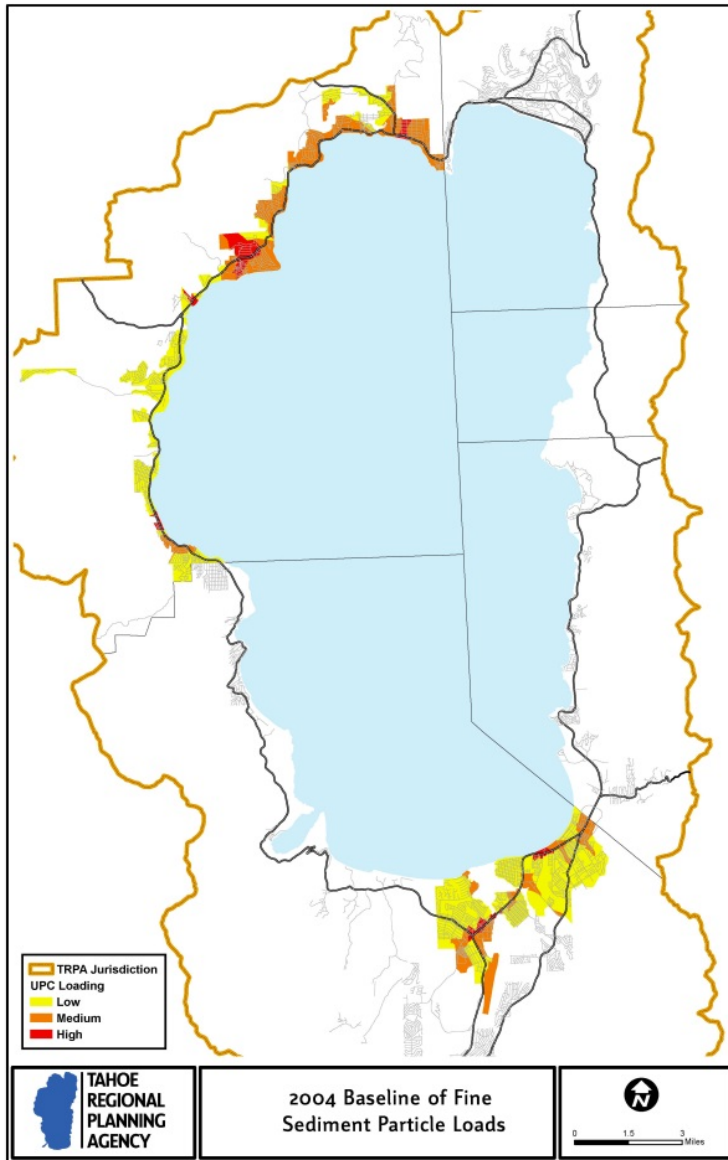 TRPA Jurisdiction
UPC Loading
Low
Medium
High
TAHOE
REGIONAL
PLANNING
AGENCY
2004 Baseline of Fine
Sediment Particle Loads
N
0 1.5 3
Miles